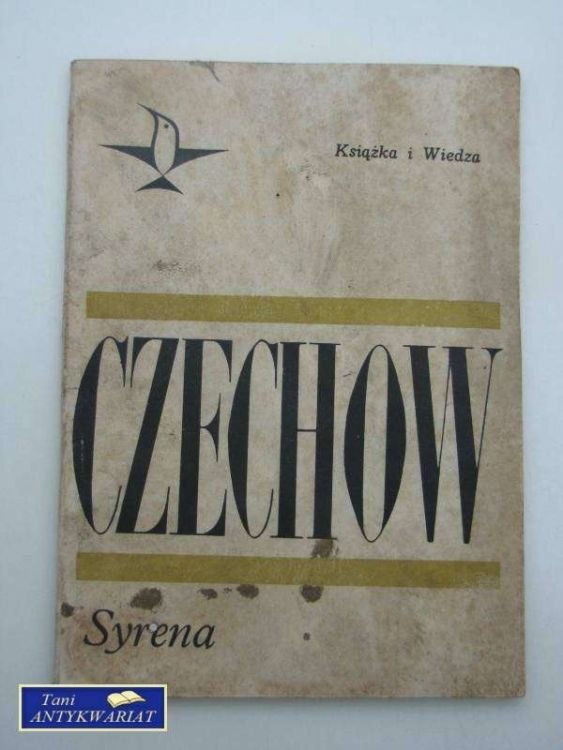 Książka i Wiedza
CZECHOW
Syrena
Tani
ANTYKWARIAT